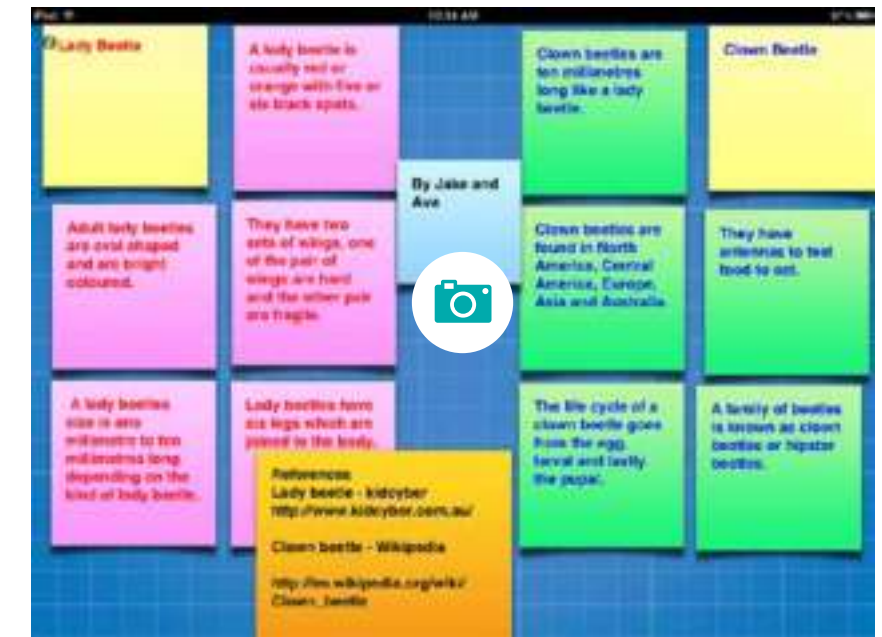 iPad
10:34 AM
Lady Beetle
A lady beetle is
usually red or
orange with five or
six black spots.
Clown beetles are
ten millimetres
long like a lady
beetle.
Clown Beetle
By Jake and
Ava
Adult lady beetles
are oval shaped
and are bright
coloured.
They have two
sets of wings, one
of the pair of
wings are hard
and the other pair
are fragile.
Clown beetles are
found in North
America, Central
America, Europe,
Asia and Australia.
They have
antennas to feel
food to eat.
A lady beetles
size is
millimetre to ten
millimetres long
depending on the
kind of lady beetle.
Lady beetles have
six legs which are
joined to the body.
The life cycle of a
clown beetle goes
from the egg,
larval and lastly
the pupal.
A family of beetles
is known as clown
beetles or hipster
beetles.
References
Lady beetle - kidcyber
http://www.kidcyber.com.au/
Clown beetle - Wikipedia
http://en.wikipedia.org/wiki/
Clown_beetle